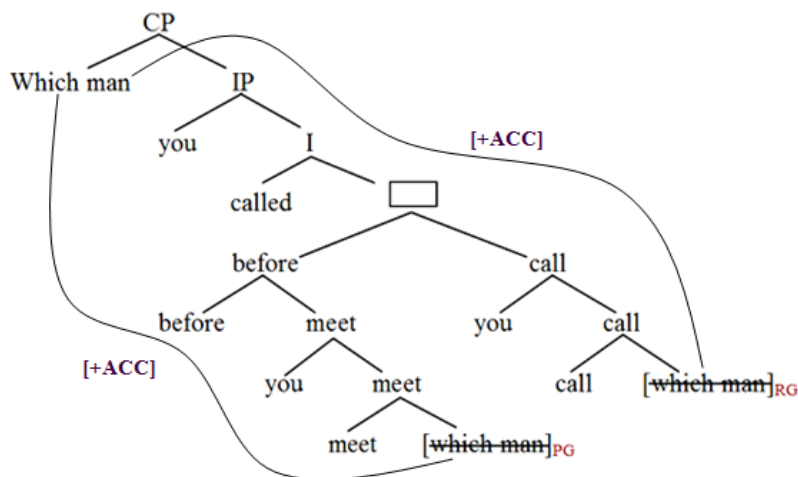 CP
Which man IP
you I [+ACC]
called
before call
before meet you call
[+ACC] you meet call [which man]RG
meet [which man]PG